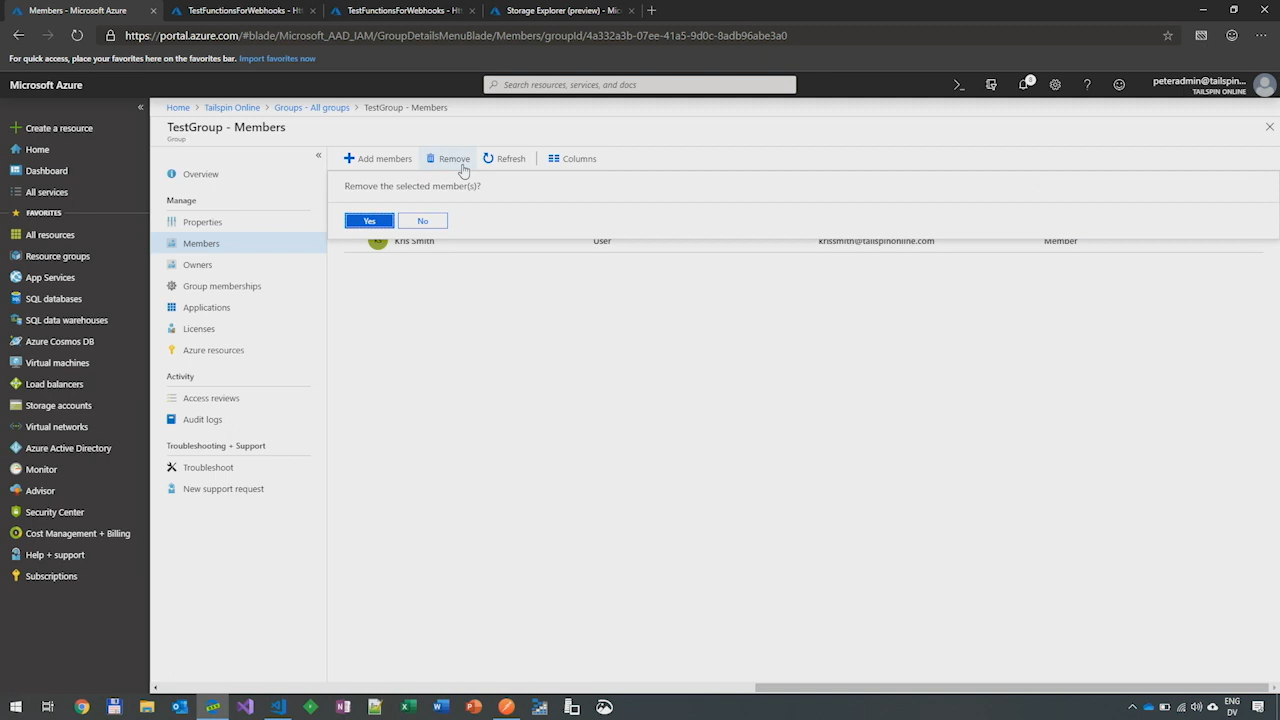 Members - Microsoft Azure
TestGroup - Members - Ht
TestForWebhooks - Ht
Storage Explorer (preview) - Mic
https://portal.azure.com/#blade/Microsoft_AAD_IAM/GroupDetailsMenuBlade/Members/groupId/4a332a3b-07ee-41a5-9d0c-8adb96abe3a0
For quick access, place your favorites here on the favorites bar. Import favorites now
Microsoft Azure
Search resources, services, and docs
3
peteradmin@tailspin...
TAILSPIN ONLINE
Create a resource
Home
Dashboard
All services
FAVORITES
All resources
Resource groups
App Services
SQL databases
SQL data warehouses
Azure Cosmos DB
Virtual machines
Load balancers
Storage accounts
Virtual networks
Azure Active Directory
Monitor
Advisor
Security Center
Cost Management + Billing
Help + support
Subscriptions
Home > Tailspin Online > Groups - All groups > TestGroup - Members
TestGroup - Members
Group
Overview
Manage
Properties
Members
Owners
Group memberships
Applications
Licenses
Azure resources
Activity
Access reviews
Audit logs
Troubleshooting + Support
Troubleshoot
New support request
Add members
Remove
Refresh
Columns
Remove the selected member(s)?
Yes
No
KS
Kris Smith
User
krissmith@tailspinonline.com
Member
ENG
DV